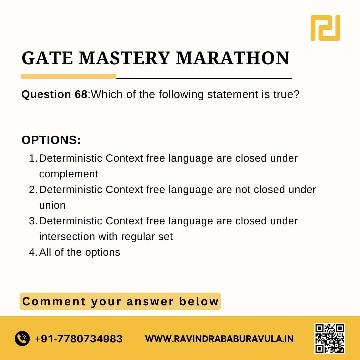 GATE MASTERY MARATHON
Question 68:Which of the following statement is true?
OPTIONS:
1. Deterministic Context free language are closed under
complement
2. Deterministic Context free language are not closed under
union
3. Deterministic Context free language are closed under
intersection with regular set
4. All of the options
Comment your answer below
+91-7780734983 WWW.RAVINDRABABURAVULA.IN